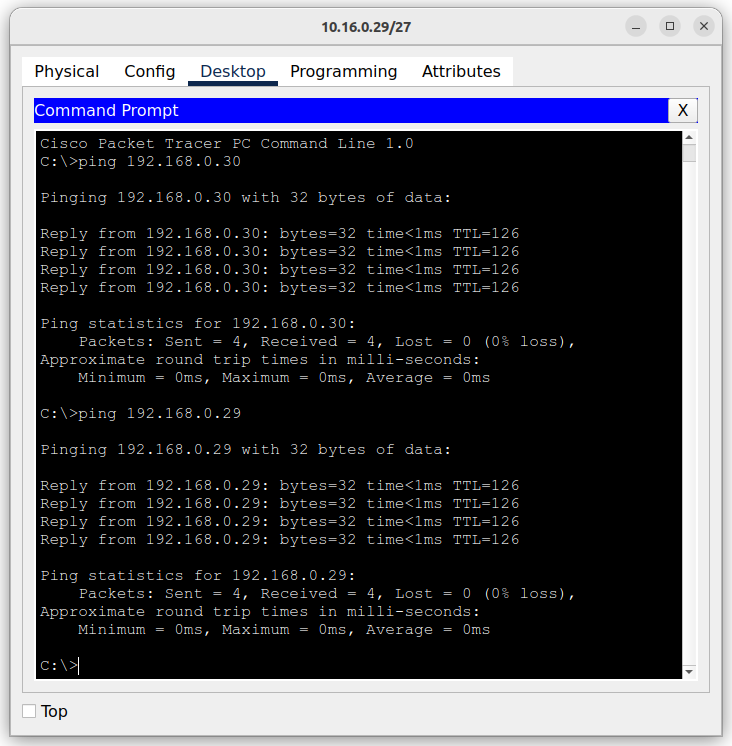 10.16.0.29/27
Physical Config Desktop Programming Attributes
Command Prompt X
Cisco Packet Tracer PC Command Line 1.0
C:\>ping 192.168.0.30
Pinging 192.168.0.30 with 32 bytes of data:
Reply from 192.168.0.30: bytes=32 time<1ms TTL=126
Reply from 192.168.0.30: bytes=32 time<1ms TTL=126
Reply from 192.168.0.30: bytes=32 time<1ms TTL=126
Reply from 192.168.0.30: bytes=32 time<1ms TTL=126
Ping statistics for 192.168.0.30:
    Packets: Sent = 4, Received = 4, Lost = 0 (0% loss),
Approximate round trip times in milli-seconds:
    Minimum = 0ms, Maximum = 0ms, Average = 0ms
C:\>ping 192.168.0.29
Pinging 192.168.0.29 with 32 bytes of data:
Reply from 192.168.0.29: bytes=32 time<1ms TTL=126
Reply from 192.168.0.29: bytes=32 time<1ms TTL=126
Reply from 192.168.0.29: bytes=32 time<1ms TTL=126
Reply from 192.168.0.29: bytes=32 time<1ms TTL=126
Ping statistics for 192.168.0.29:
    Packets: Sent = 4, Received = 4, Lost = 0 (0% loss),
Approximate round trip times in milli-seconds:
    Minimum = 0ms, Maximum = 0ms, Average = 0ms
C:\>
Top